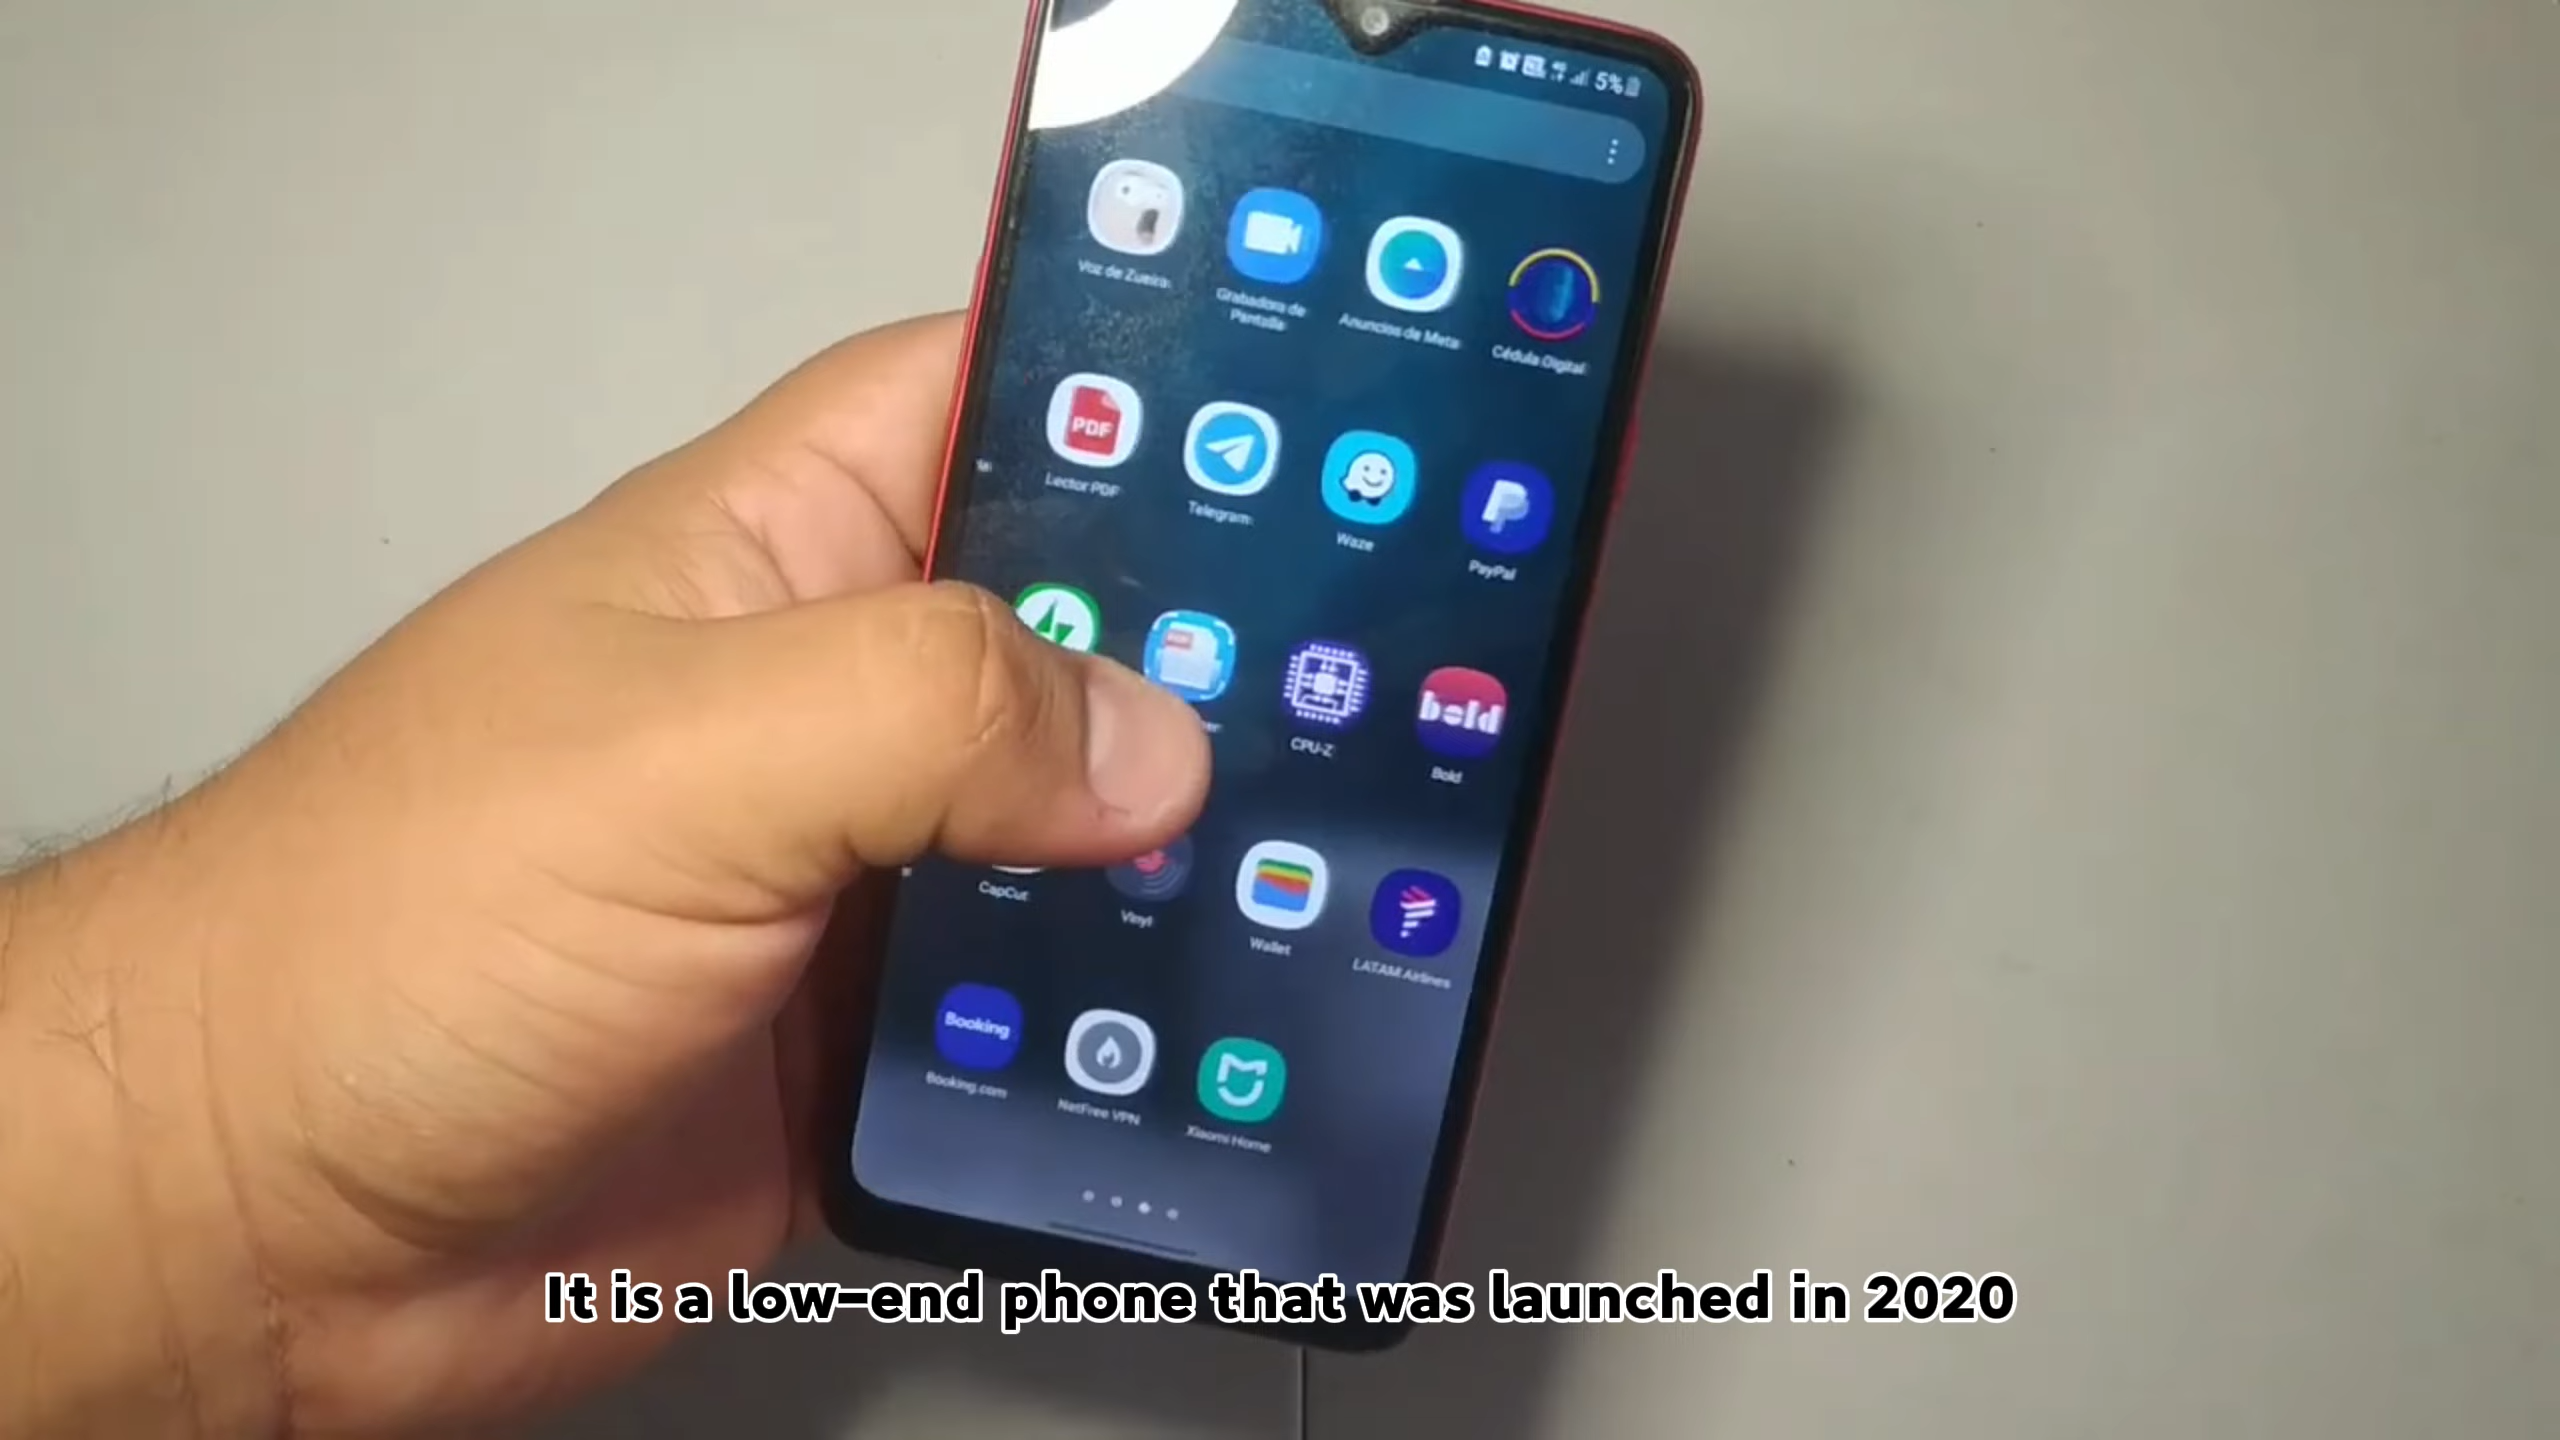 5%
Voz de Zueira
Grabadora de
Pantalla
Anuncios de Meta
Cédula Digital
PDF
Lector PDF
Telegram
Waze
PayPal
PDF
CPU-Z
bold
Bold
CapCut
Vinyl
Wallet
LATAM Airlines
Booking
Booking.com
NetFree VPN
Xiaomi Home
It is a low-end phone that was launched in 2020